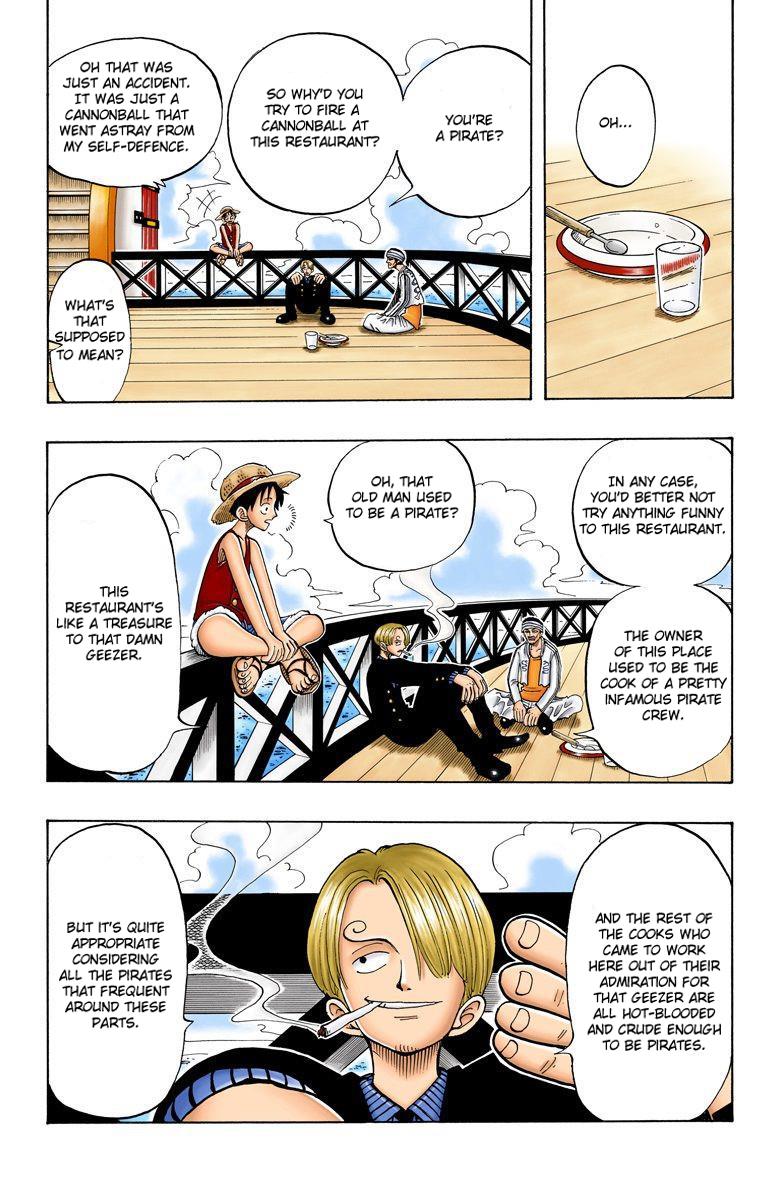 OH...
YOU'RE
A PIRATE?
SO WHY'D YOU
TRY TO FIRE A
CANNONBALL AT
THIS RESTAURANT?
OH THAT WAS
JUST AN ACCIDENT.
IT WAS JUST A
CANNONBALL THAT
WENT ASTRAY FROM
MY SELF-DEFENCE.
WHAT'S
THAT
SUPPOSED
TO MEAN?
IN ANY CASE,
YOU'D BETTER NOT
TRY ANYTHING FUNNY
TO THIS RESTAURANT.
THE OWNER
OF THIS PLACE
USED TO BE THE
COOK OF A PRETTY
INFAMOUS PIRATE
CREW.
OH, THAT
OLD MAN USED
TO BE A PIRATE?
THIS
RESTAURANT'S
LIKE A TREASURE
TO THAT DAMN
GEEZER.
AND THE REST OF
THE COOKS WHO
CAME TO WORK
HERE OUT OF THEIR
ADMIRATION FOR
THAT GEEZER ARE
ALL HOT-BLOODED
AND CRUDE ENOUGH
TO BE PIRATES.
BUT IT'S QUITE
APPROPRIATE
CONSIDERING
ALL THE PIRATES
THAT FREQUENT
AROUND THESE
PARTS.